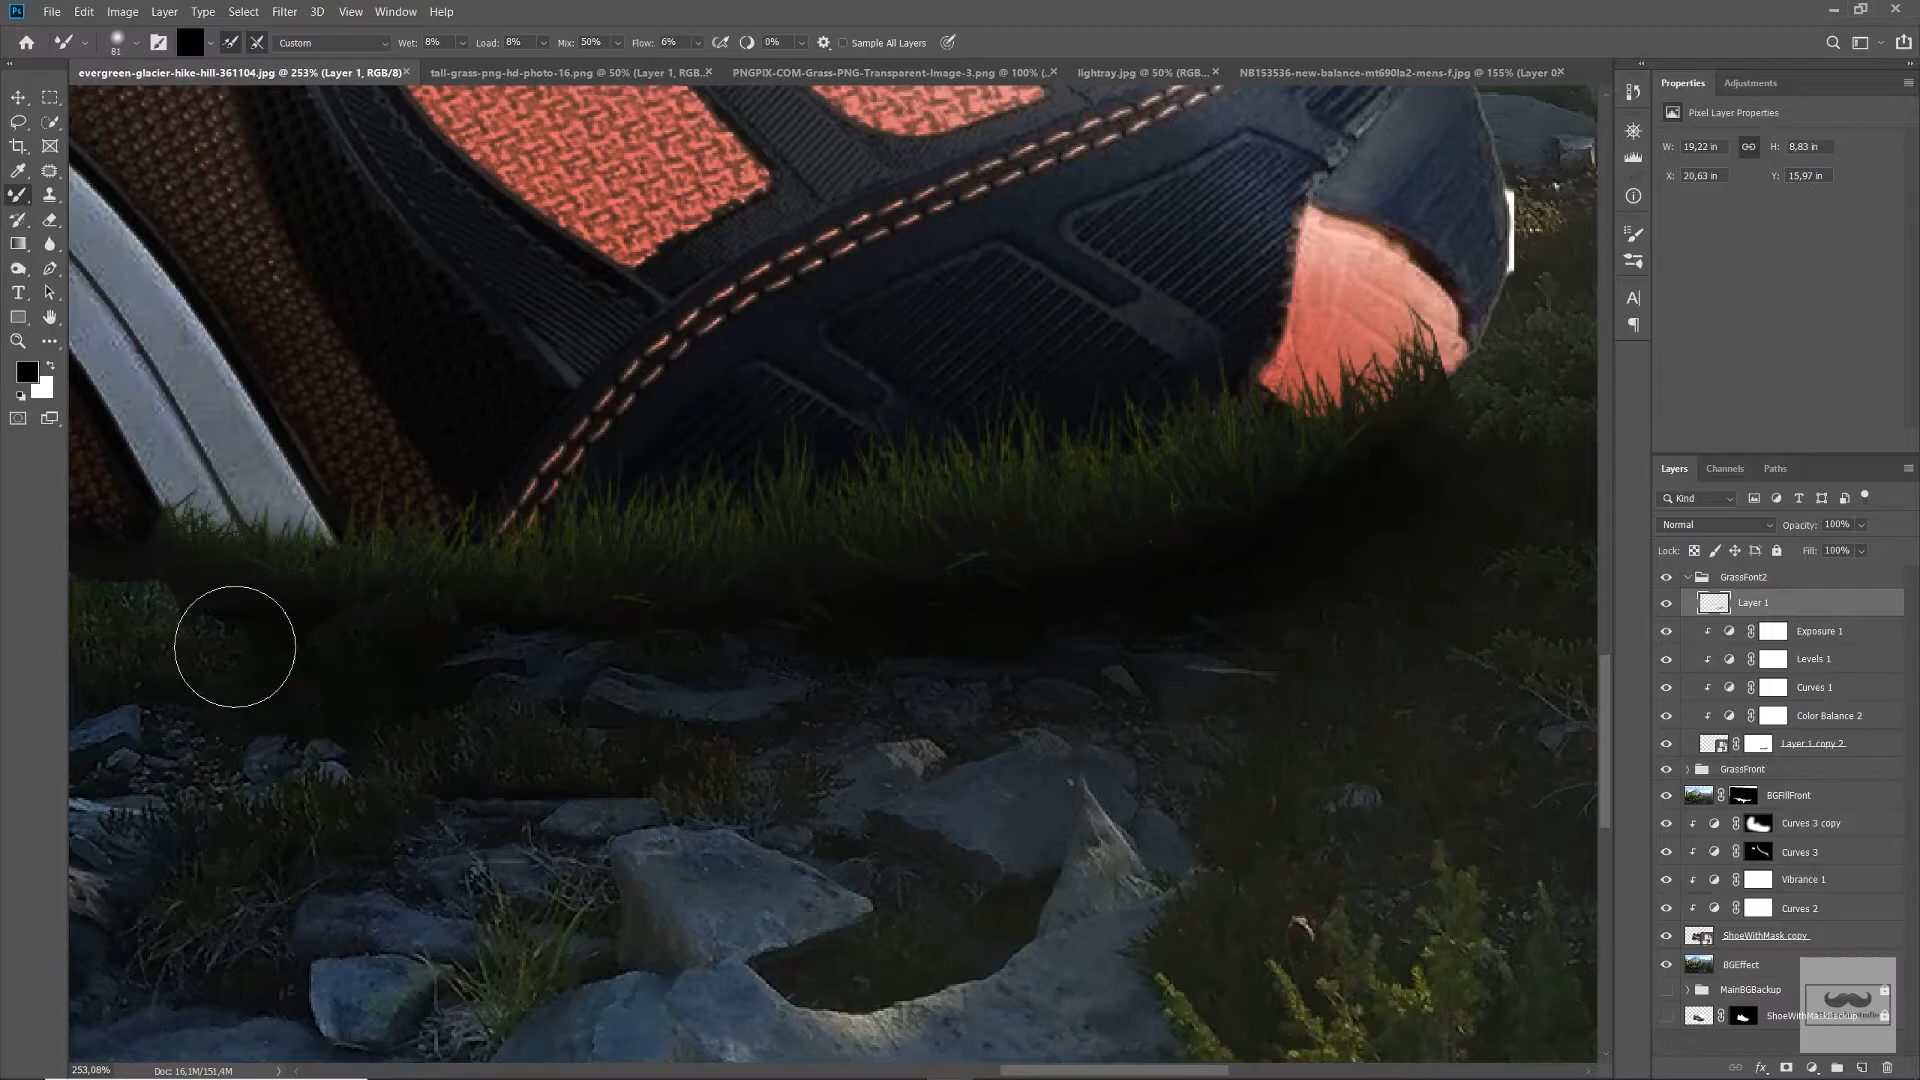 Ps File Edit Image Layer Type Select Filter 3D View Window Help
81 Custom Wet: 8% Load: 8% Mix: 50% Flow: 6% 0% Sample All Layers
evergreen-glacier-hike-hill-361104.jpg @ 253% (Layer 1, RGB/8) tall-grass-png-hd-photo-16.png @ 50% (Layer 1, RGB.. PNGPIX-COM-Grass-PNG-Transparent-Image-3.png @ 100% (.. lightray.jpg @ 50% (RGB... NB153536-new-balance-mt690la2-mens-f.jpg @ 155% (Layer 0
Properties Adjustments
Pixel Layer Properties
W: 19,22 in H: 8,83 in
X: 20,63 in Y: 15,97 in
Layers Channels Paths
Kind
Normal Opacity: 100%
Lock: Fill: 100%
GrassFont2
Layer 1
Exposure 1
Levels 1
Curves 1
Color Balance 2
Layer 1 copy 2
GrassFront
BGFillFront
Curves 3 copy
Curves 3
Vibrance 1
Curves 2
ShoeWithMask copy
BGEffect
MainBGBackup
ShoeWithMaskBackup
253,08% Doc: 16,1M/151,4M